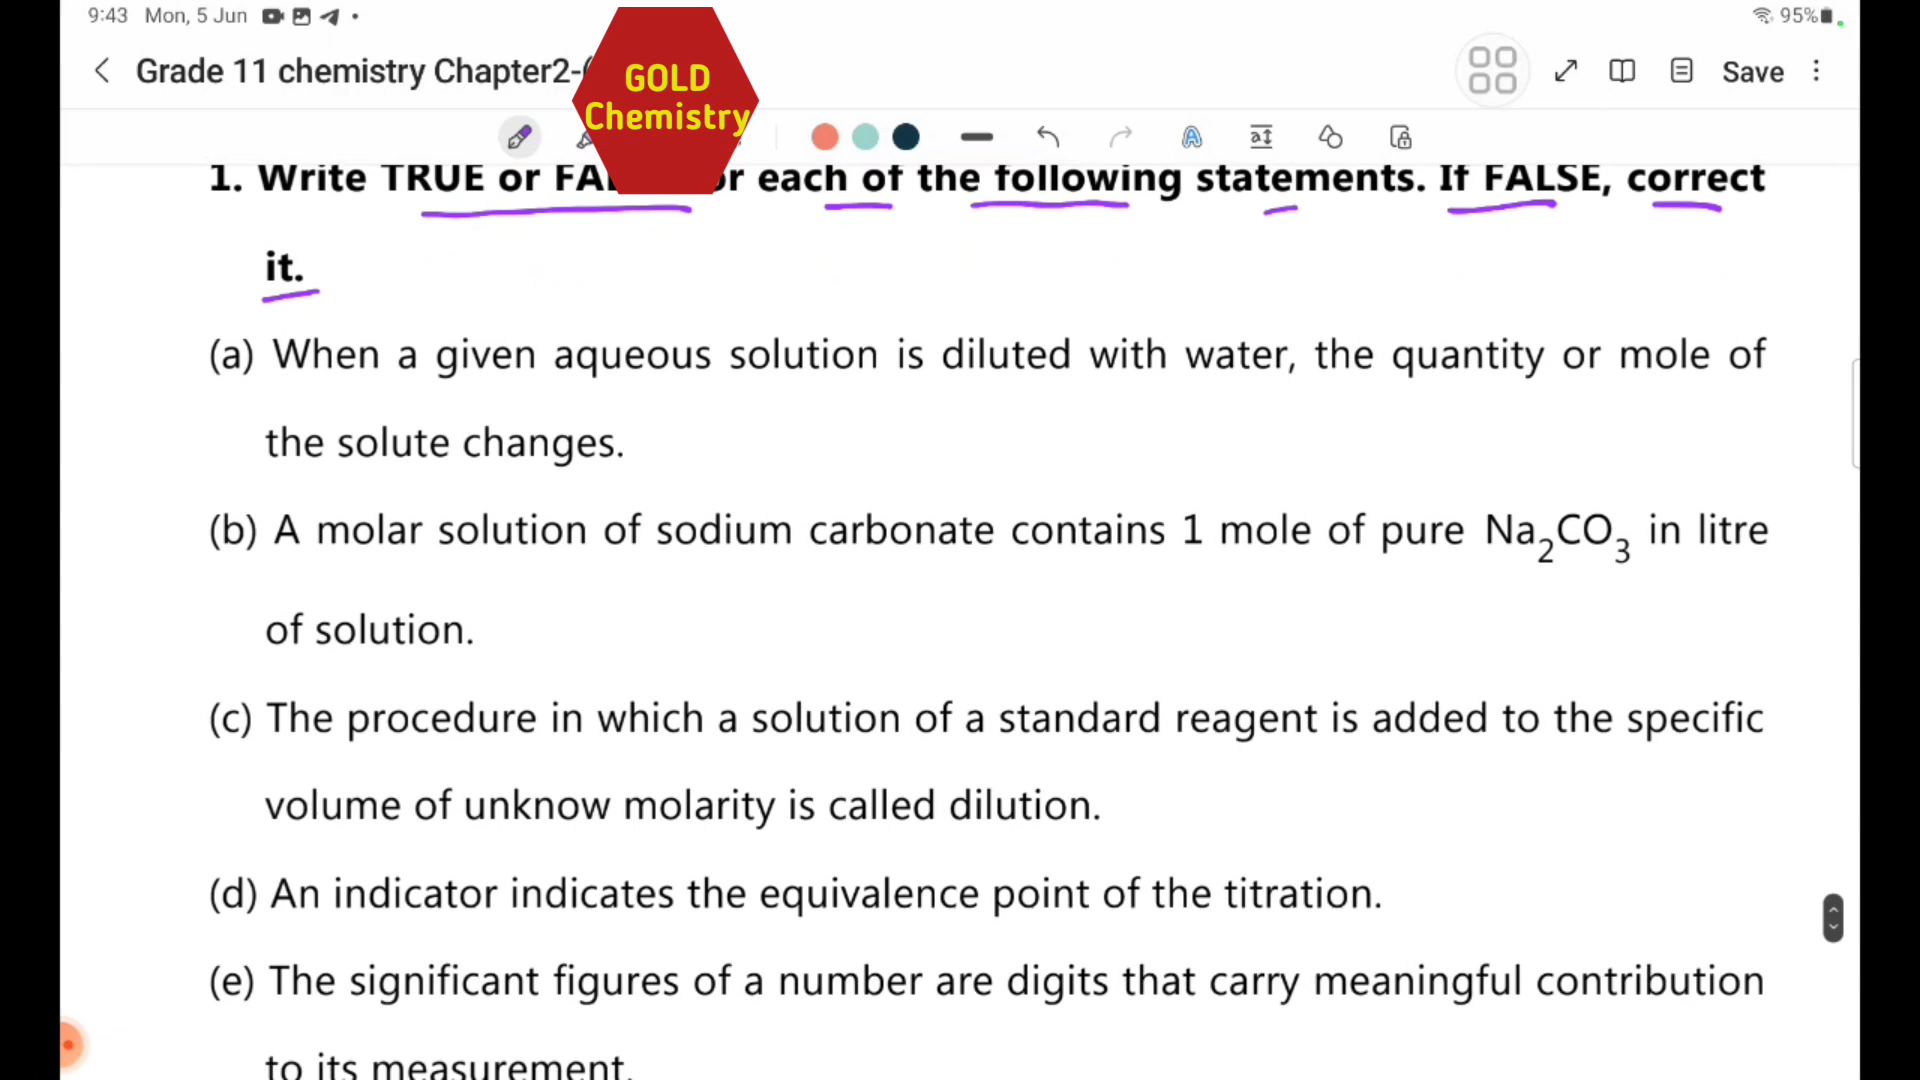 9:43 Mon, 5 Jun
95%
Grade 11 chemistry Chapter2-
GOLD
Chemistry
Save
1. Write TRUE or each of the following statements. If FALSE, correct
it.
(a) When a given aqueous solution is diluted with water, the quantity or mole of
the solute changes.
(b) A molar solution of sodium carbonate contains 1 mole of pure Na₂CO₃ in litre
of solution.
(c) The procedure in which a solution of a standard reagent is added to the specific
volume of unknow molarity is called dilution.
(d) An indicator indicates the equivalence point of the titration.
(e) The significant figures of a number are digits that carry meaningful contribution
to its measurement.